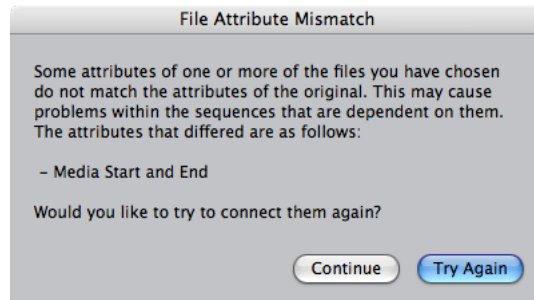 File Attribute Mismatch
Some attributes of one or more of the files you have chosen
do not match the attributes of the original. This may cause
problems within the sequences that are dependent on them.
The attributes that differed are as follows:
– Media Start and End
Would you like to try to connect them again?
Continue Try Again